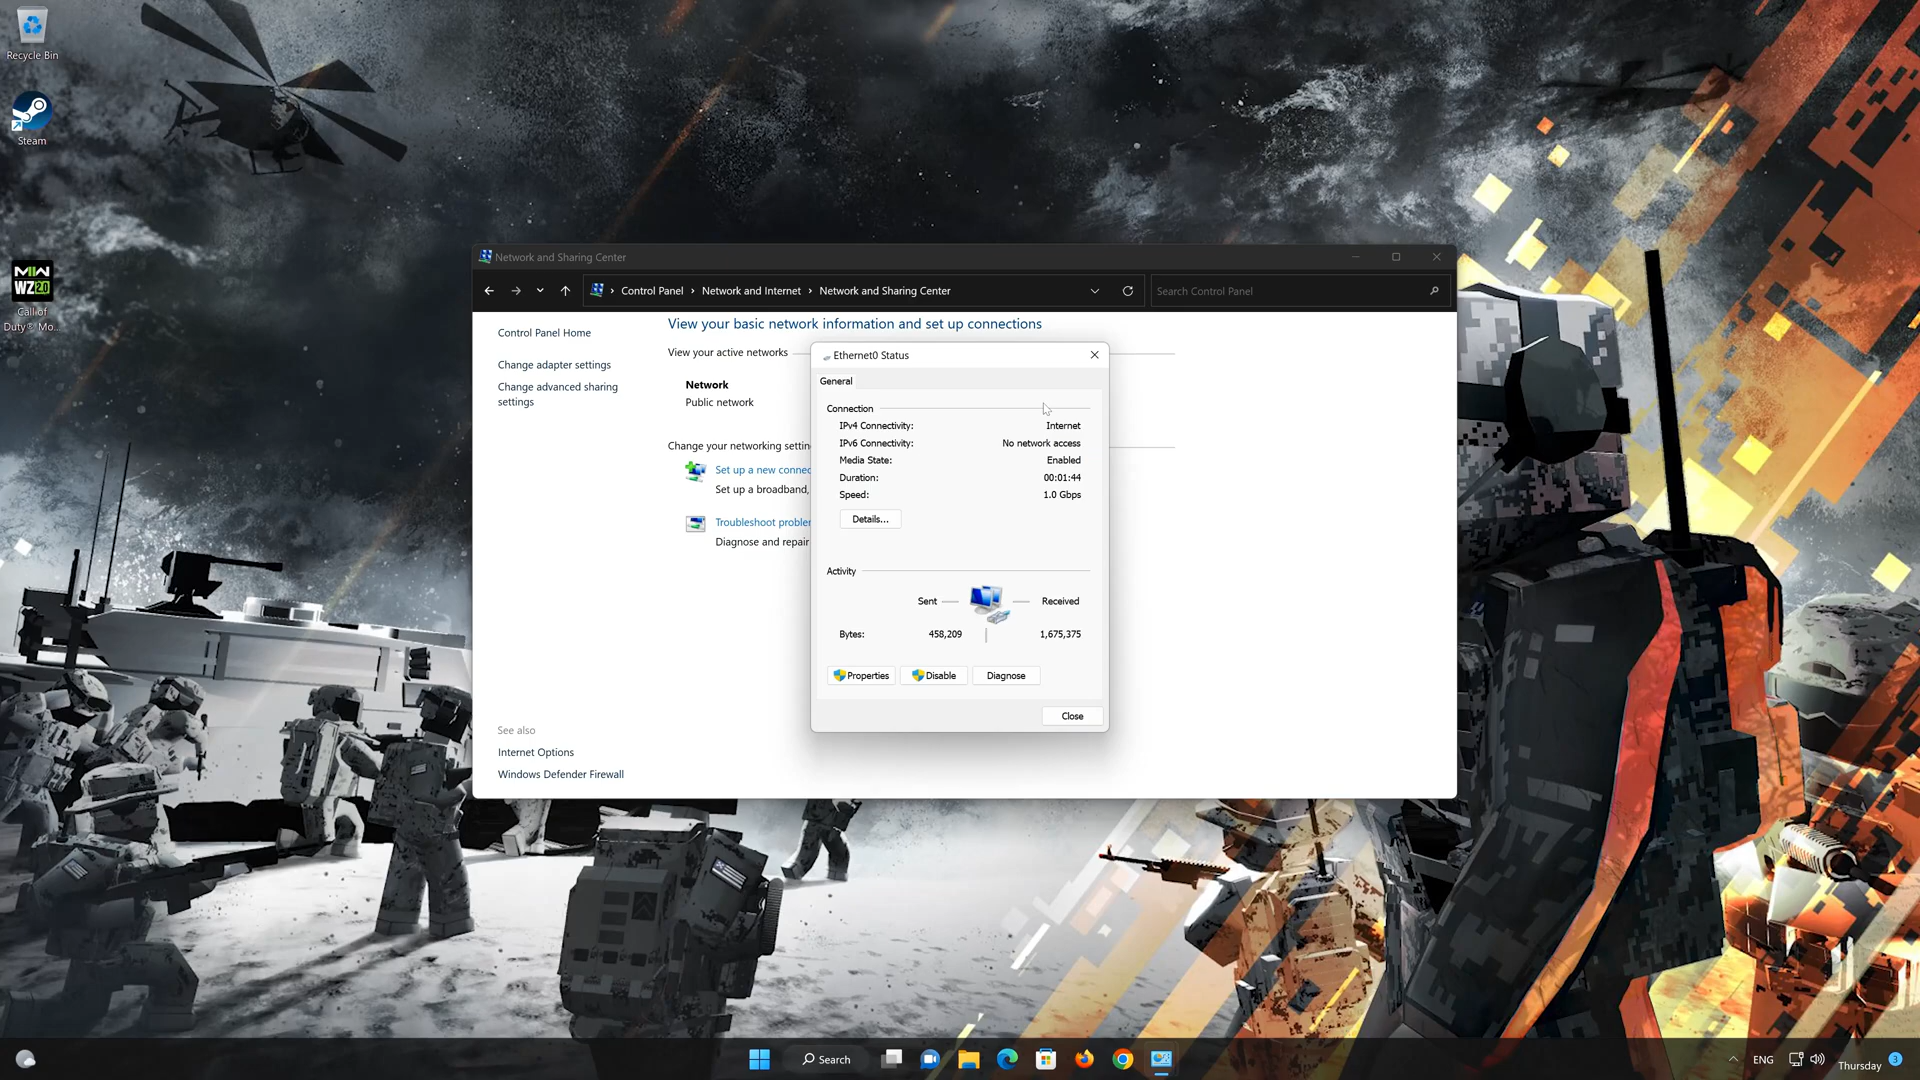 Recycle Bin
Steam
MW
WZ 2.0
Call of
Duty® Mo...
Network and Sharing Center
Control Panel > Network and Internet > Network and Sharing Center
Search Control Panel
Control Panel Home
Change adapter settings
Change advanced sharing
settings
See also
Internet Options
Windows Defender Firewall
View your basic network information and set up connections
View your active networks
Network
Public network
Change your networking settin
Set up a new connec
Set up a broadband,
Troubleshoot probler
Diagnose and repair
Ethernet0 Status
General
Connection
IPv4 Connectivity: Internet
IPv6 Connectivity: No network access
Media State: Enabled
Duration: 00:01:44
Speed: 1.0 Gbps
Details...
Activity
Sent Received
Bytes: 458,209 1,675,375
Properties Disable Diagnose
Close
Search
ENG
Thursday 3